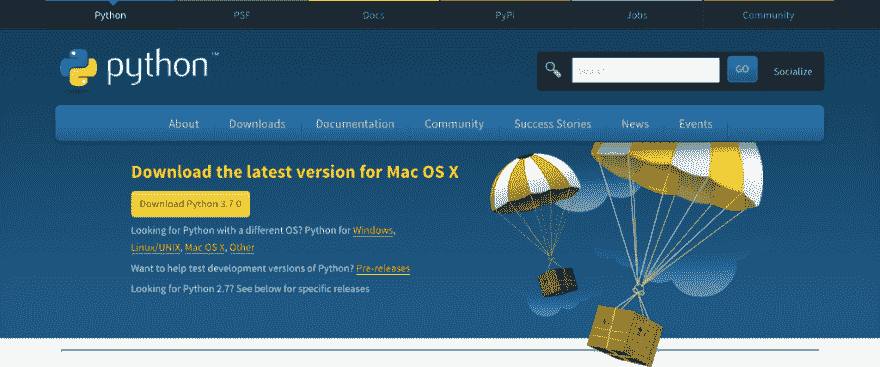 Python PSF Docs PyPI Jobs Community
python™
Search GO Socialize
About Downloads Documentation Community Success Stories News Events
Download the latest version for Mac OS X
Download Python 3.7.0
Looking for Python with a different OS? Python for Windows,
Linux/UNIX, Mac OS X, Other
Want to help test development versions of Python? Pre-releases
Looking for Python 2.7? See below for specific releases